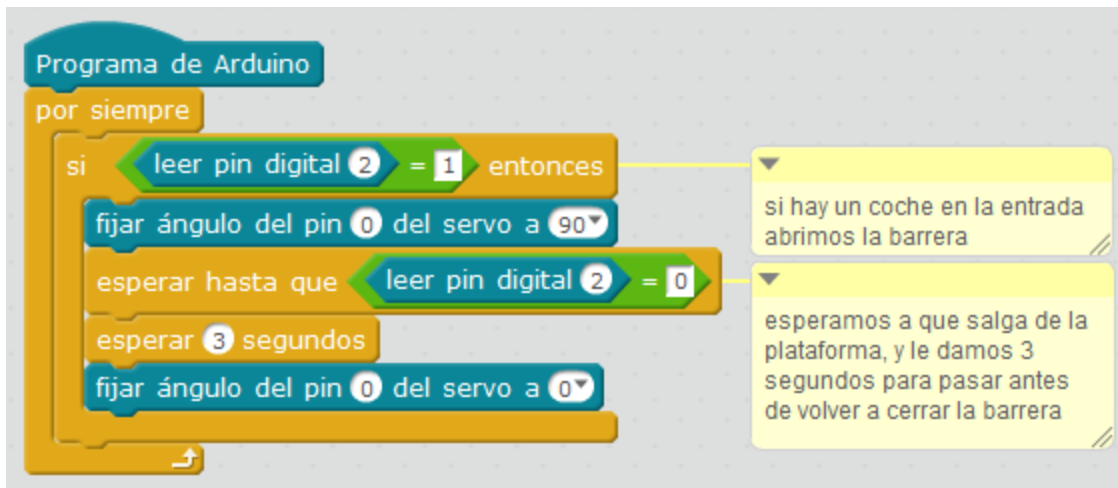 Programa de Arduino
por siempre
si leer pin digital 2 = 1 entonces
fijar ángulo del pin 0 del servo a 90
esperar hasta que leer pin digital 2 = 0
esperar 3 segundos
fijar ángulo del pin 0 del servo a 0
si hay un coche en la entrada
abrimos la barrera
esperamos a que salga de la
plataforma, y le damos 3
segundos para pasar antes
de volver a cerrar la barrera